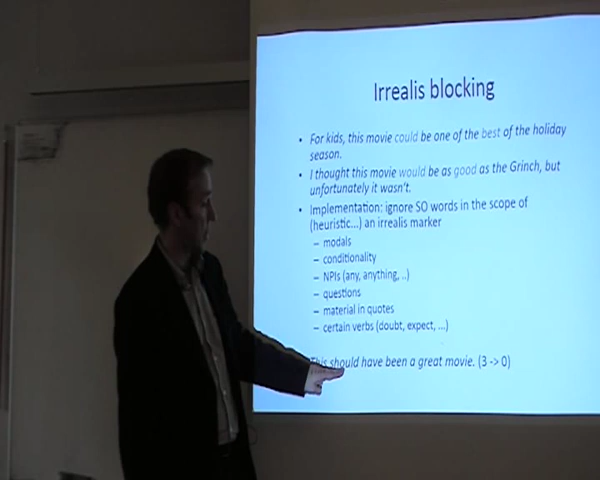 Irrealis blocking
• For kids, this movie could be one of the best of the holiday
season.
• I thought this movie would be as good as the Grinch, but
unfortunately it wasn't.
• Implementation: ignore SO words in the scope of
(heuristic...) an irrealis marker
– modals
– conditionality
– NPIs (any, anything, ..)
– questions
– material in quotes
– certain verbs (doubt, expect, ...)
This should have been a great movie. (3 -> 0)